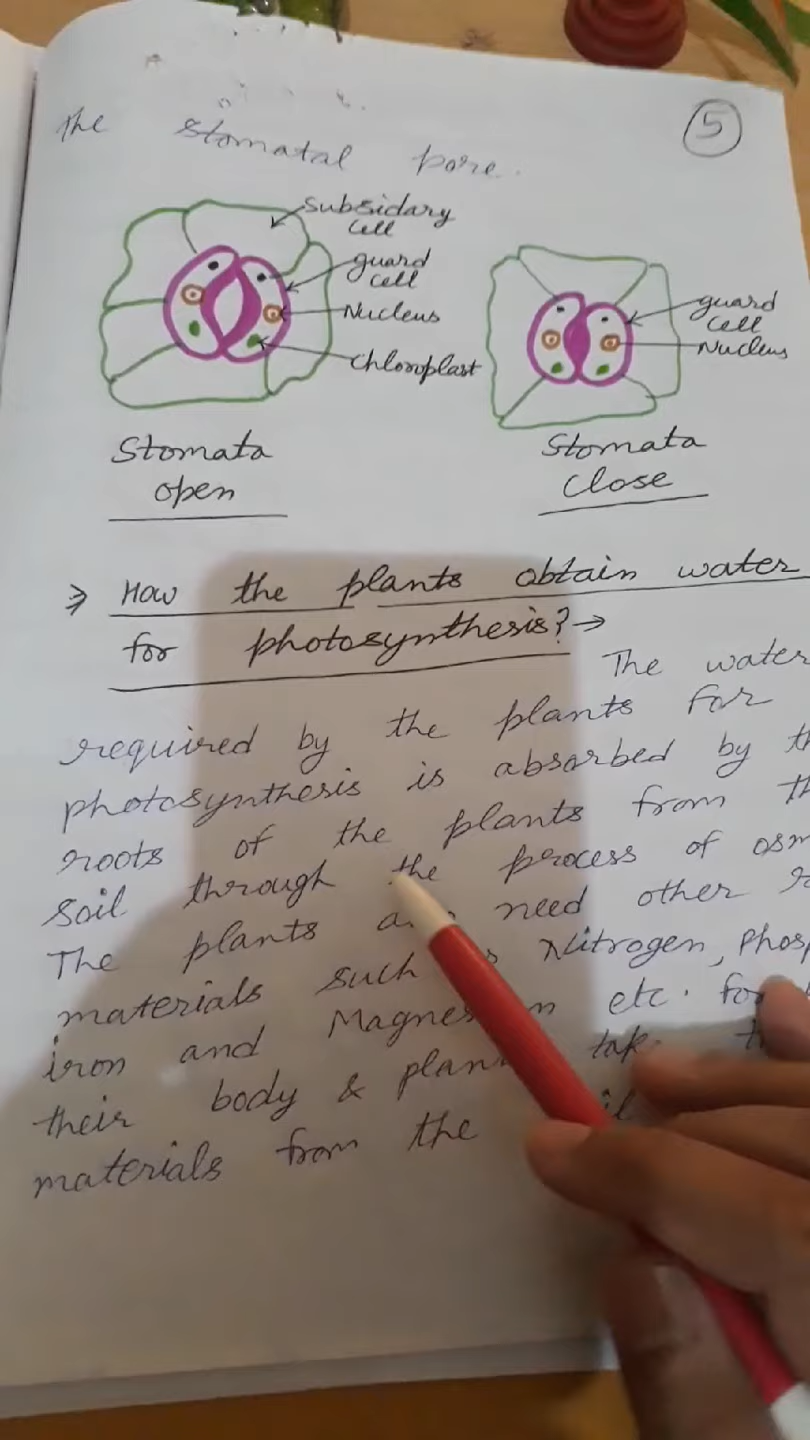 5
the stomatal pore.
subsidary
cell
guard
cell
Nucleus
chloroplast
guard
cell
Nucleus
Stomata
open
Stomata
close
⇒ How the plants obtain water
for photosynthesis? →
The water
required by the plants for
photosynthesis is absorbed by
roots of the plants from
soil through the process of
The plants need other
materials such Nitrogen,
iron and etc.
their body &
materials from the